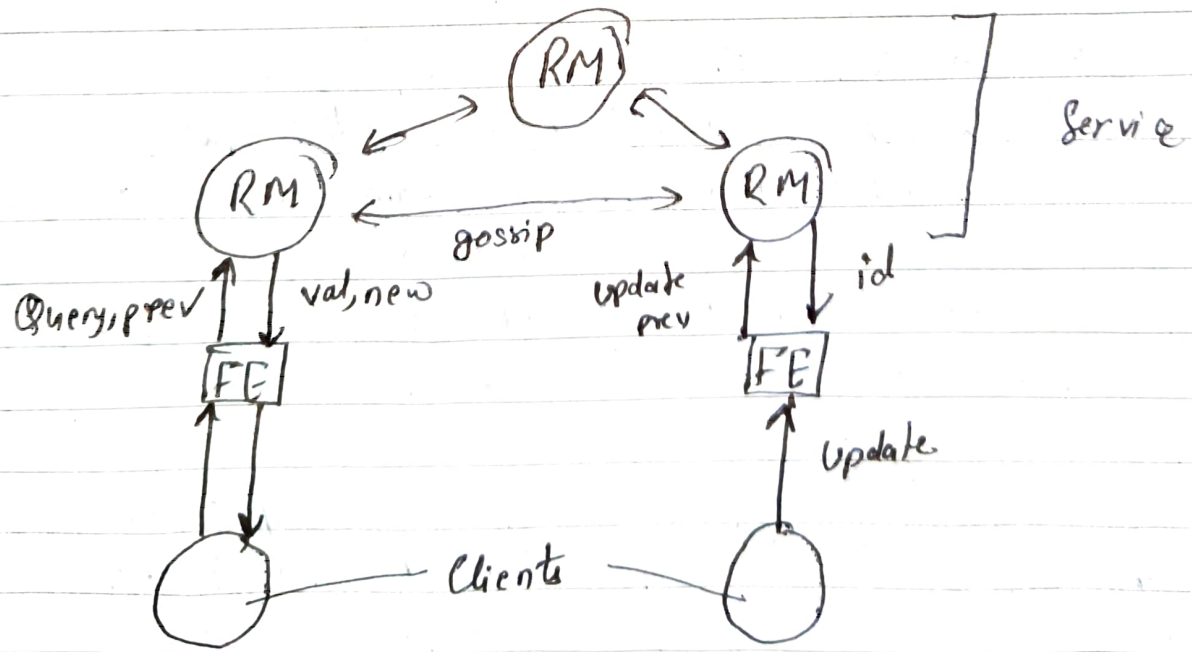 RM
Service
RM
RM
gossip
id
Query, prev
val, new
update
prev
FE
FE
update
Clients